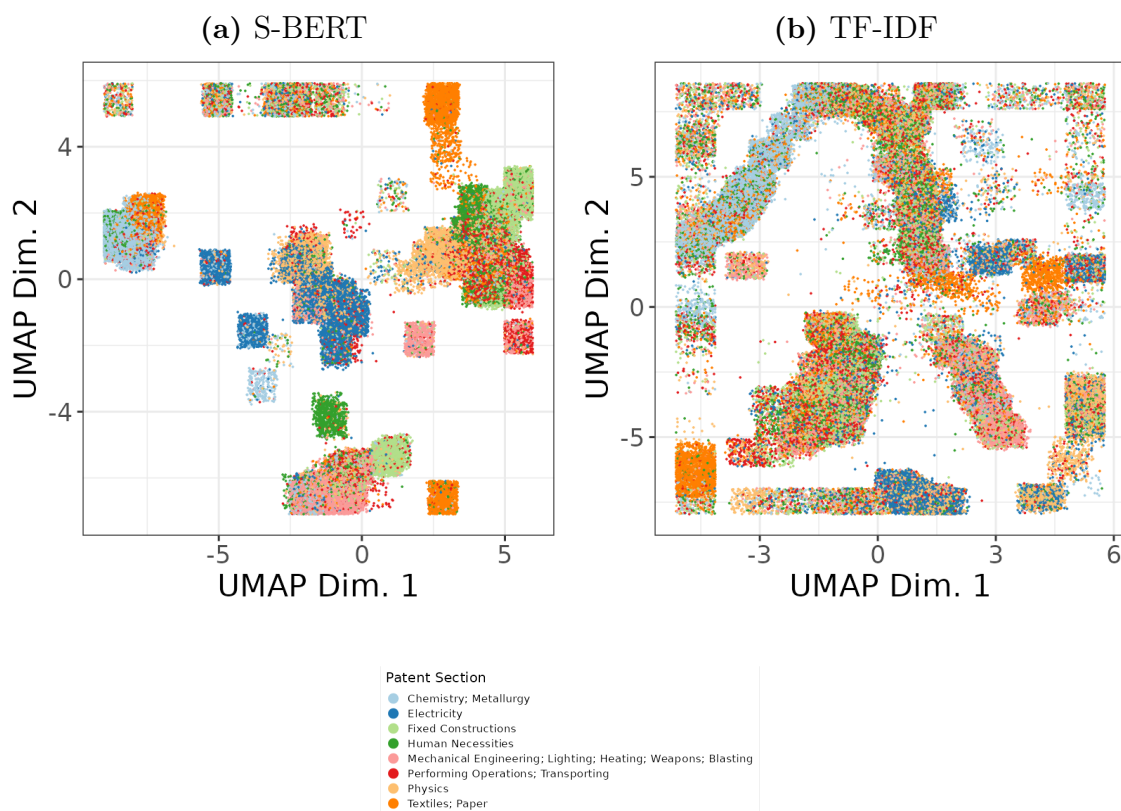 (a) S-BERT
(b) TF-IDF
UMAP Dim. 2
4
0
-4
-5
0
5
UMAP Dim. 1
UMAP Dim. 2
5
0
-5
-3
0
3
6
UMAP Dim. 1
Patent Section
Chemistry; Metallurgy
Electricity
Fixed Constructions
Human Necessities
Mechanical Engineering; Lighting; Heating; Weapons; Blasting
Performing Operations; Transporting
Physics
Textiles; Paper